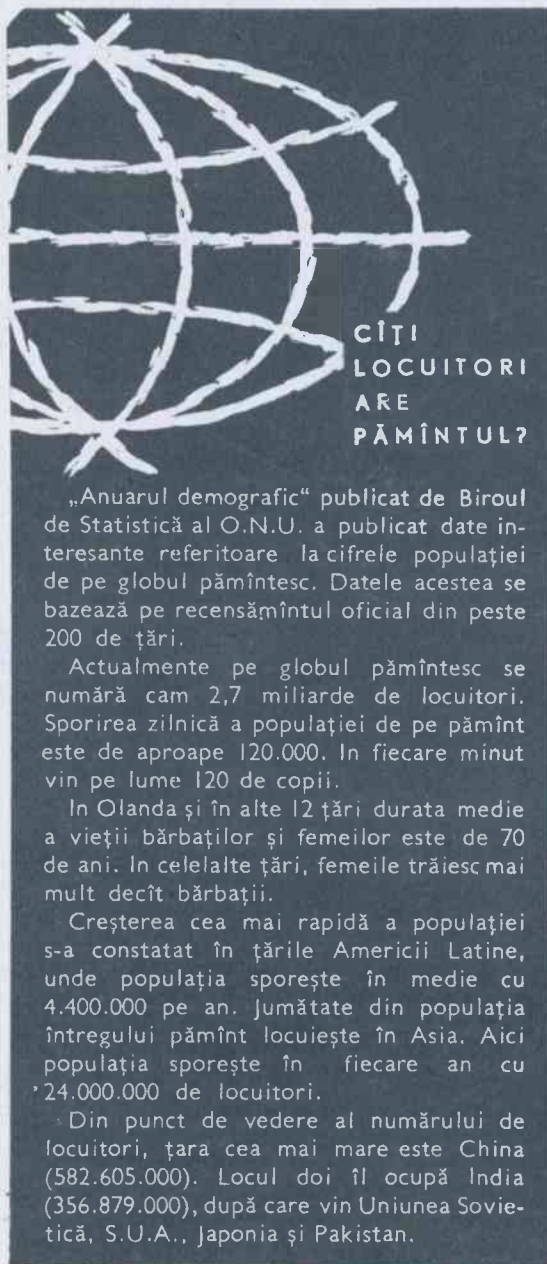 CÎȚI
LOCUITORI
ARE
PĂMÎNTUL?
„Anuarul demografic“ publicat de Biroul
de Statistică al O.N.U. a publicat date in-
teresante referitoare la cifrele populației
de pe globul pămîntesc. Datele acestea se
bazează pe recensămîntul oficial din peste
200 de țări.
Actualmente pe globul pămîntesc se
numără cam 2,7 miliarde de locuitori.
Sporirea zilnică a populației de pe pămînt
este de aproape 120.000. In fiecare minut
vin pe lume 120 de copii.
In Olanda și în alte 12 țări durata medie
a vieții bărbaților și femeilor este de 70
de ani. In celelalte țări, femeile trăiesc mai
mult decît bărbații.
Creșterea cea mai rapidă a populației
s-a constatat în țările Americii Latine,
unde populația sporește în medie cu
4.400.000 pe an. Jumătate din populația
întregului pămînt locuiește în Asia. Aici
populația sporește în fiecare an cu
24.000.000 de locuitori.
Din punct de vedere al numărului de
locuitori, țara cea mai mare este China
(582.605.000). Locul doi îl ocupă India
(356.879.000), după care vin Uniunea Sovie-
tică, S.U.A., Japonia și Pakistan.